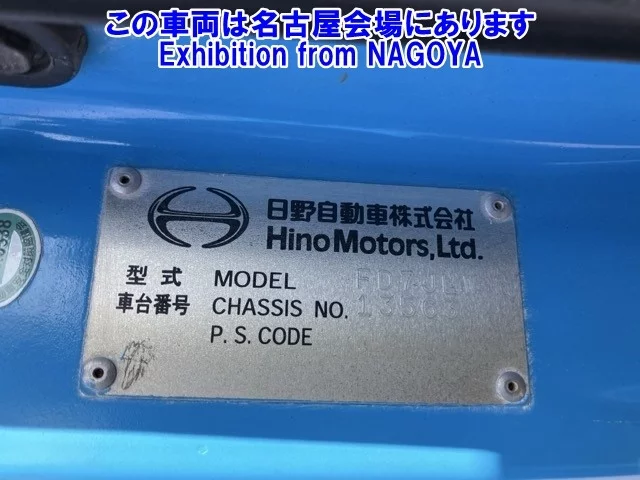 この車両は名古屋会場にあります
Exhibition from NAGOYA
日野自動車株式会社
Hino Motors, Ltd.
型式 MODEL
車台番号 CHASSIS NO.
P. S. CODE